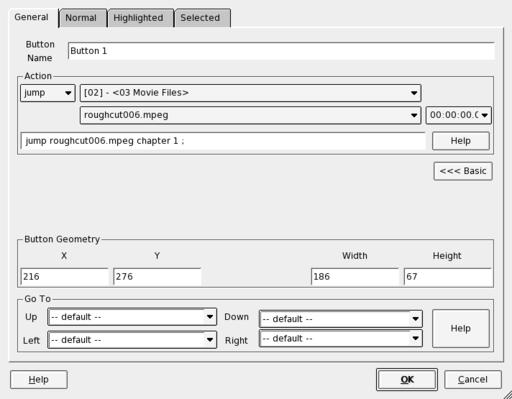 General Normal Highlighted Selected
Button Name Button 1
Action
jump [02] - <03 Movie Files>
roughcut006.mpeg 00:00:00.0
jump roughcut006.mpeg chapter 1 ; Help
<<< Basic
Button Geometry
X Y Width Height
216 276 186 67
Go To
Up -- default -- Down -- default --
Help
Left -- default -- Right -- default --
Help OK Cancel